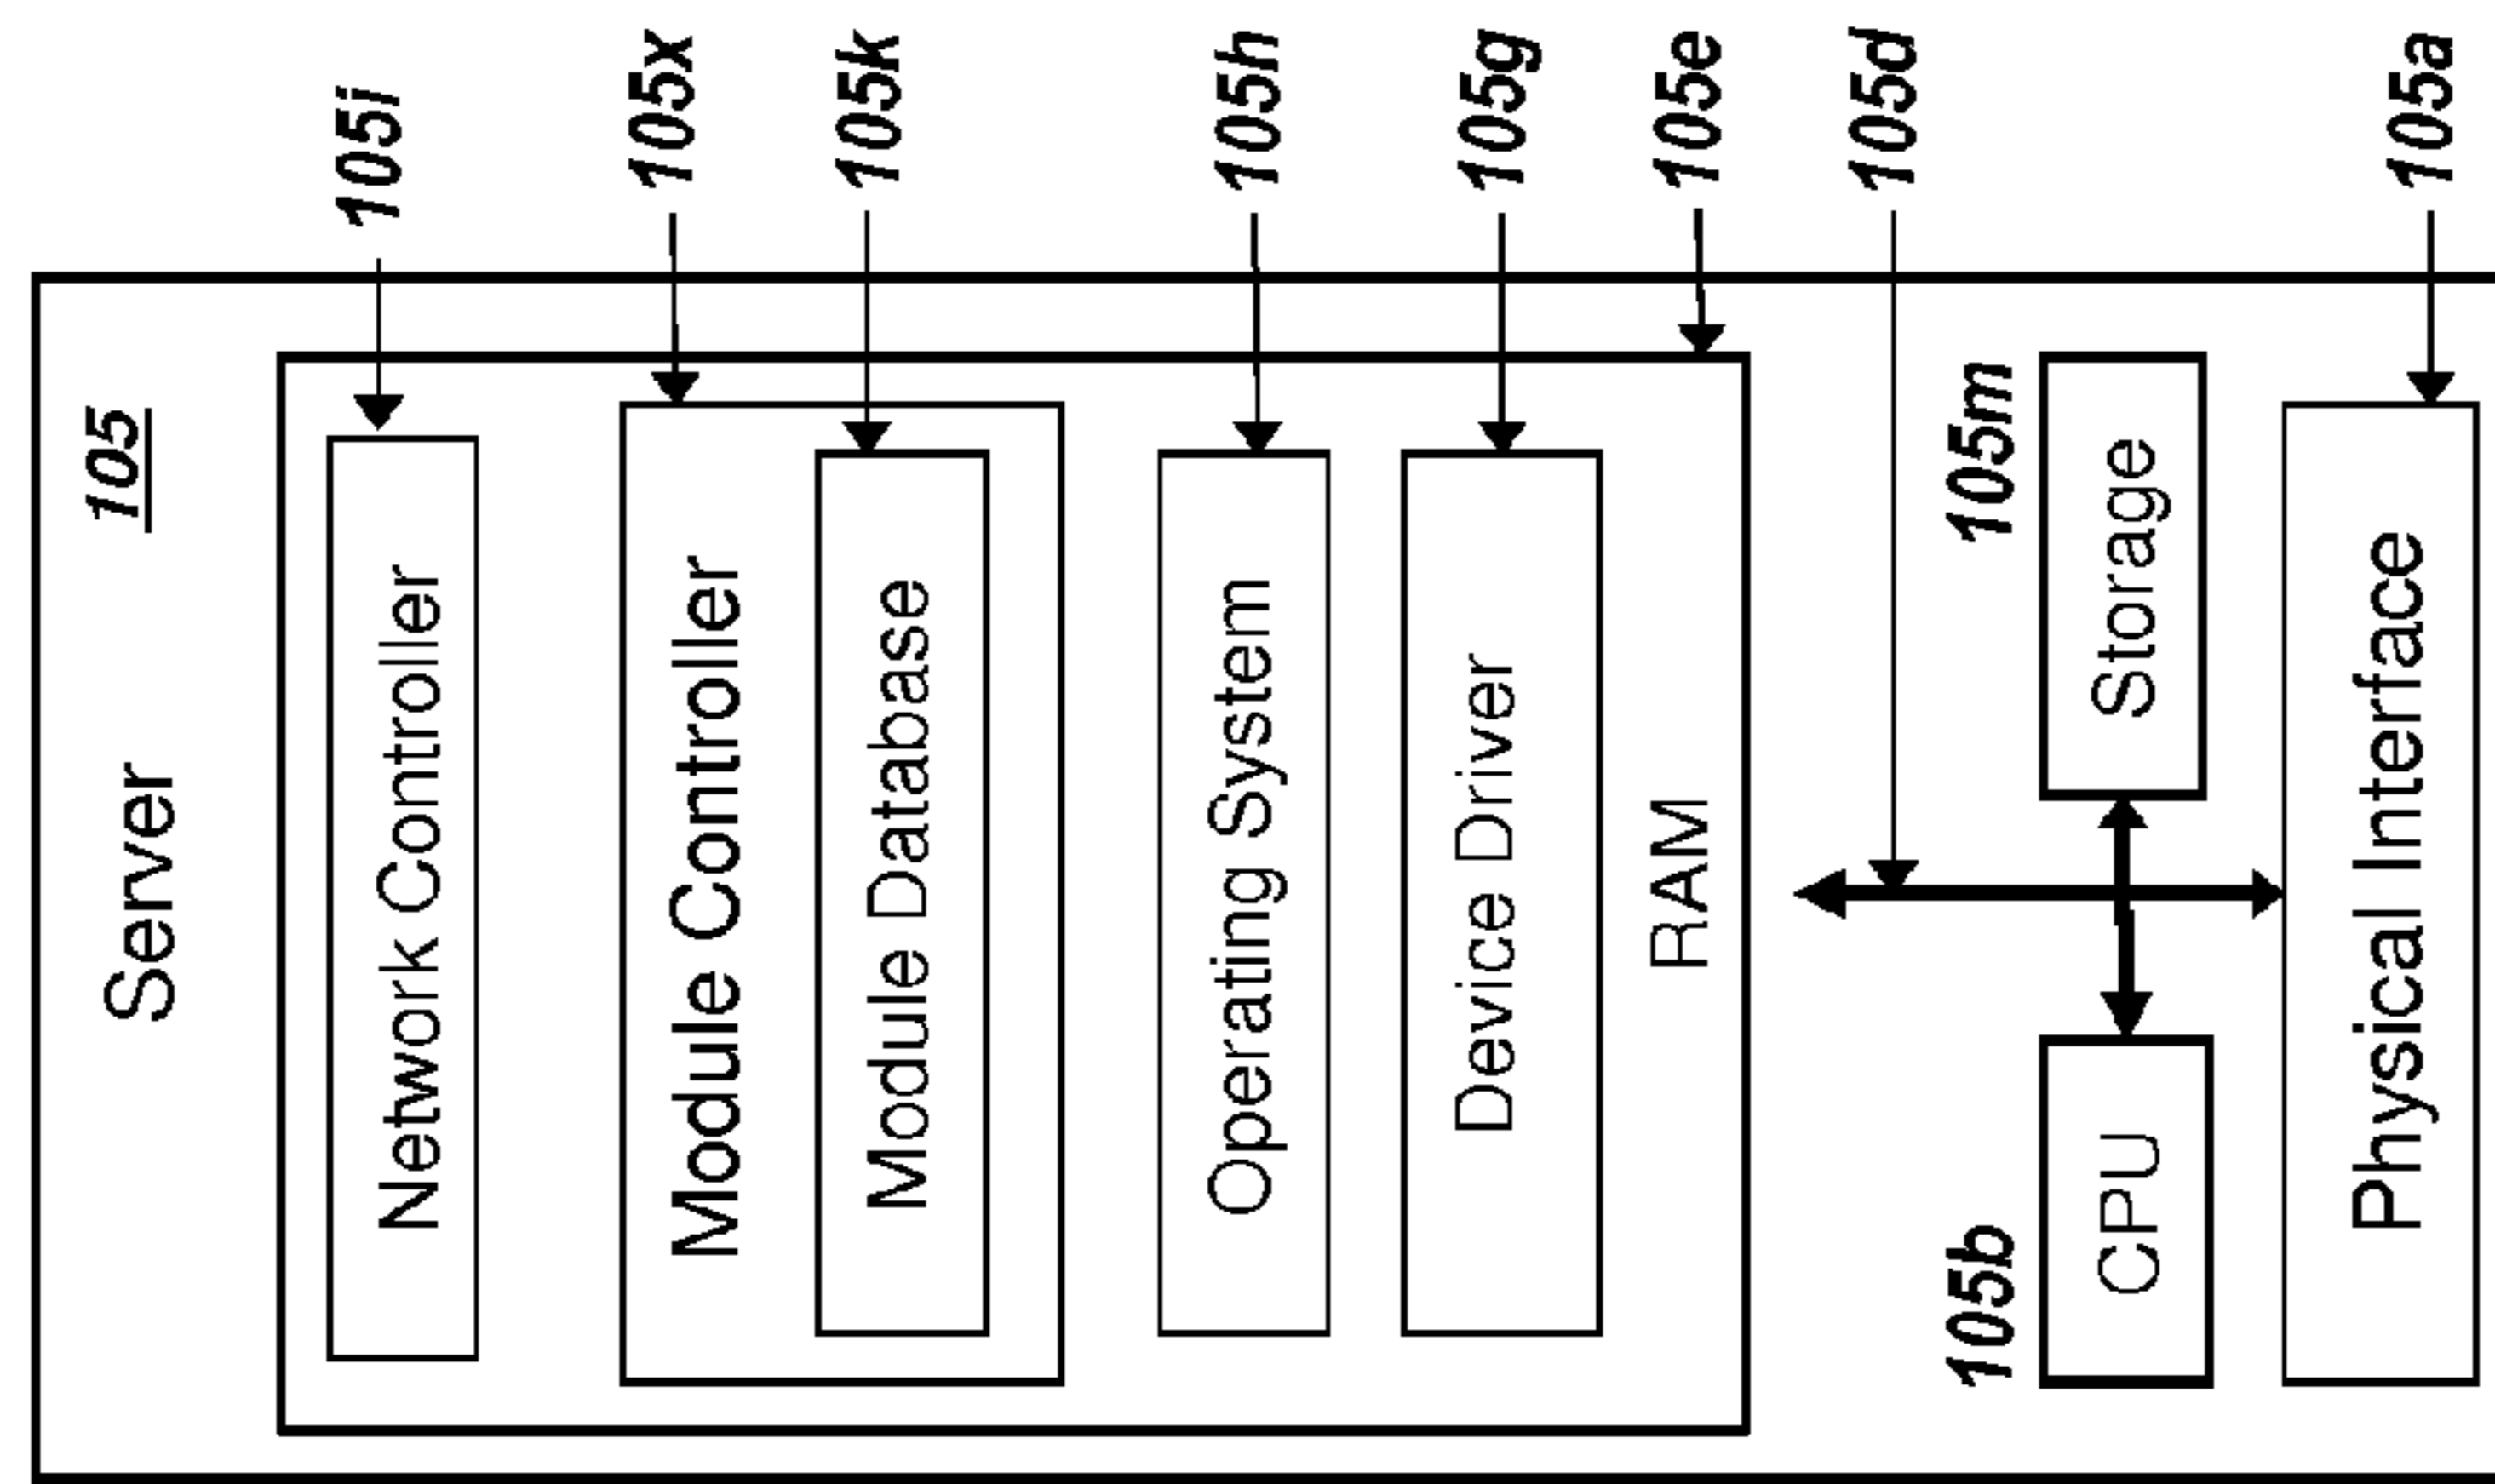 Server 105
Network Controller 105i
Module Controller 105x
Module Database 105k
Operating System 105h
Device Driver 105g
RAM 105e
105d
105b 105m
CPU Storage
Physical Interface 105a